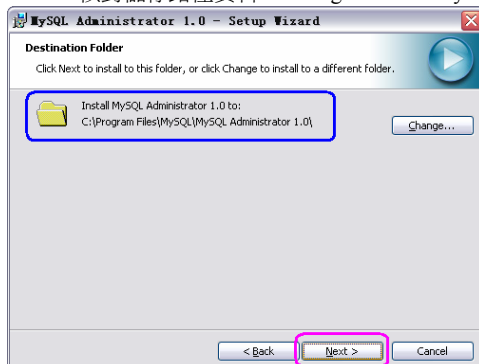 MySQL Administrator 1.0 - Setup Wizard
Destination Folder
Click Next to install to this folder, or click Change to install to a different folder.
Install MySQL Administrator 1.0 to:
C:\Program Files\MySQL\MySQL Administrator 1.0\
Change...
< Back
Next >
Cancel